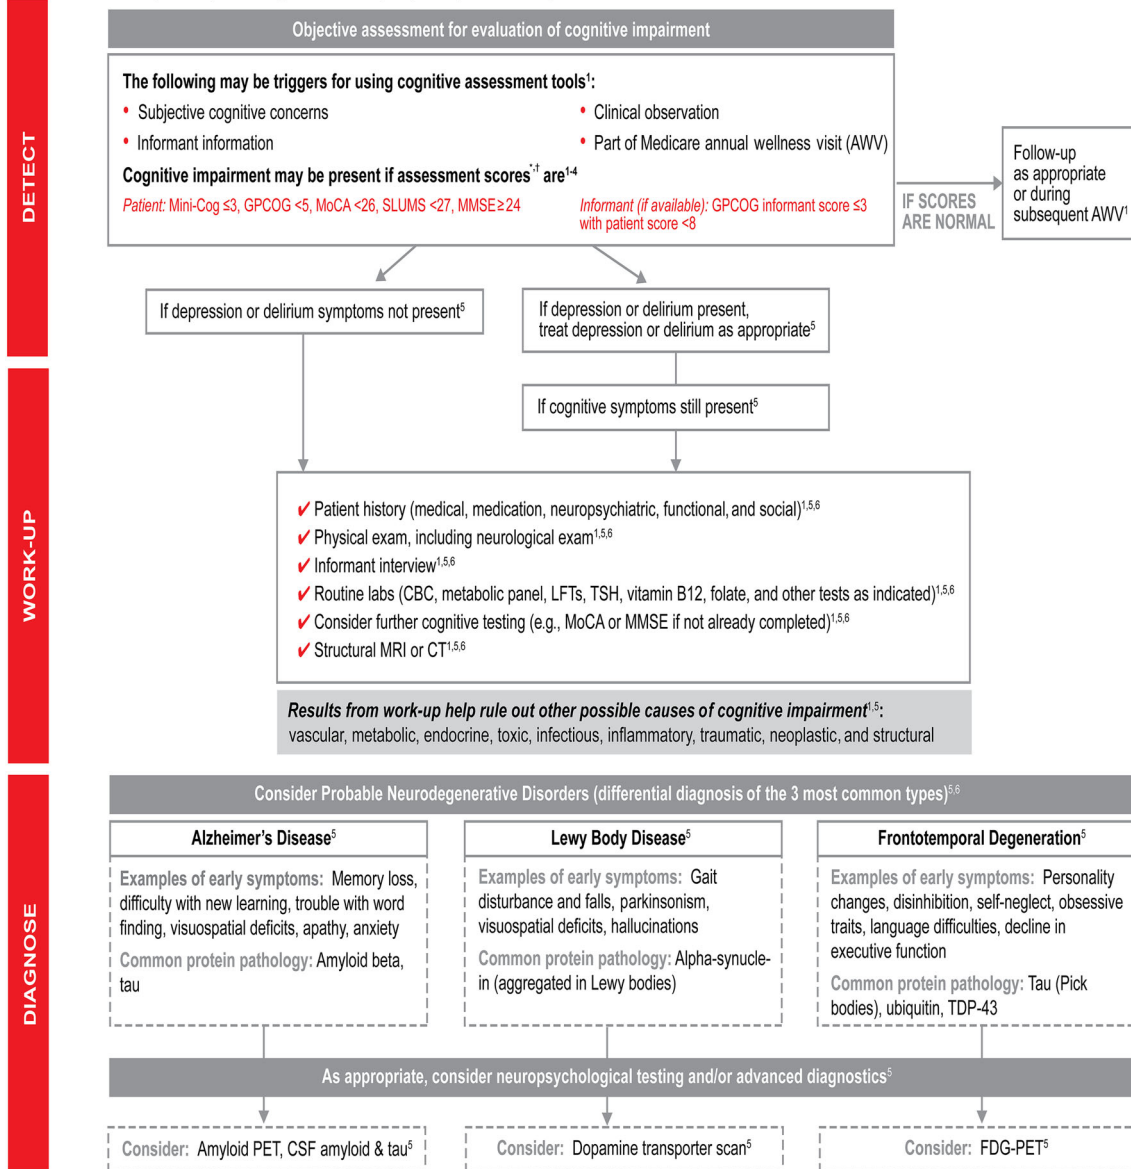 DETECT
Objective assessment for evaluation of cognitive impairment
The following may be triggers for using cognitive assessment tools¹:
• Subjective cognitive concerns
• Informant information
• Clinical observation
• Part of Medicare annual wellness visit (AWV)
Cognitive impairment may be present if assessment scores*,† are¹⁻⁴
Patient: Mini-Cog ≤3, GPCOG <5, MoCA <26, SLUMS <27, MMSE≥24
Informant (if available): GPCOG informant score ≤3
with patient score <8
IF SCORES
ARE NORMAL
Follow-up
as appropriate
or during
subsequent AWV¹
If depression or delirium symptoms not present⁵
If depression or delirium present,
treat depression or delirium as appropriate⁵
WORK-UP
If cognitive symptoms still present⁵
✔ Patient history (medical, medication, neuropsychiatric, functional, and social)¹,⁵,⁶
✔ Physical exam, including neurological exam¹,⁵,⁶
✔ Informant interview¹,⁵,⁶
✔ Routine labs (CBC, metabolic panel, LFTs, TSH, vitamin B12, folate, and other tests as indicated)¹,⁵,⁶
✔ Consider further cognitive testing (e.g., MoCA or MMSE if not already completed)¹,⁵,⁶
✔ Structural MRI or CT¹,⁵,⁶
Results from work-up help rule out other possible causes of cognitive impairment¹,⁵:
vascular, metabolic, endocrine, toxic, infectious, inflammatory, traumatic, neoplastic, and structural
DIAGNOSE
Consider Probable Neurodegenerative Disorders (differential diagnosis of the 3 most common types)⁵,⁶
Alzheimer's Disease⁵
Examples of early symptoms: Memory loss,
difficulty with new learning, trouble with word
finding, visuospatial deficits, apathy, anxiety
Common protein pathology: Amyloid beta,
tau
Lewy Body Disease⁵
Examples of early symptoms: Gait
disturbance and falls, parkinsonism,
visuospatial deficits, hallucinations
Common protein pathology: Alpha-synucle-
in (aggregated in Lewy bodies)
Frontotemporal Degeneration⁵
Examples of early symptoms: Personality
changes, disinhibition, self-neglect, obsessive
traits, language difficulties, decline in
executive function
Common protein pathology: Tau (Pick
bodies), ubiquitin, TDP-43
As appropriate, consider neuropsychological testing and/or advanced diagnostics⁵
Consider: Amyloid PET, CSF amyloid & tau⁵
Consider: Dopamine transporter scan⁵
Consider: FDG-PET⁵